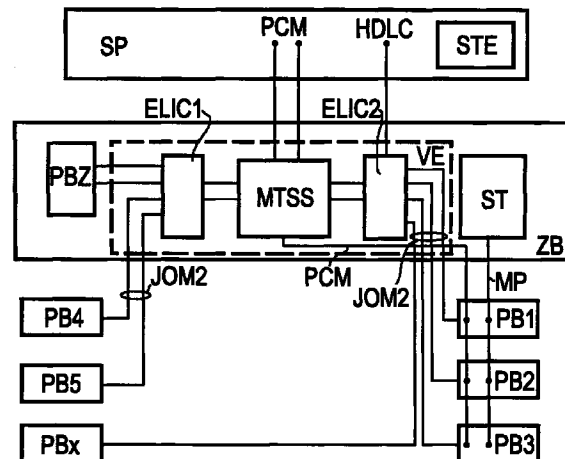 SP PCM HDLC STE
ELIC1 ELIC2
PBZ MTSS VE ST
ZB
JOM2 PCM JOM2 MP
PB4 PB1
PB5 PB2
PBx PB3